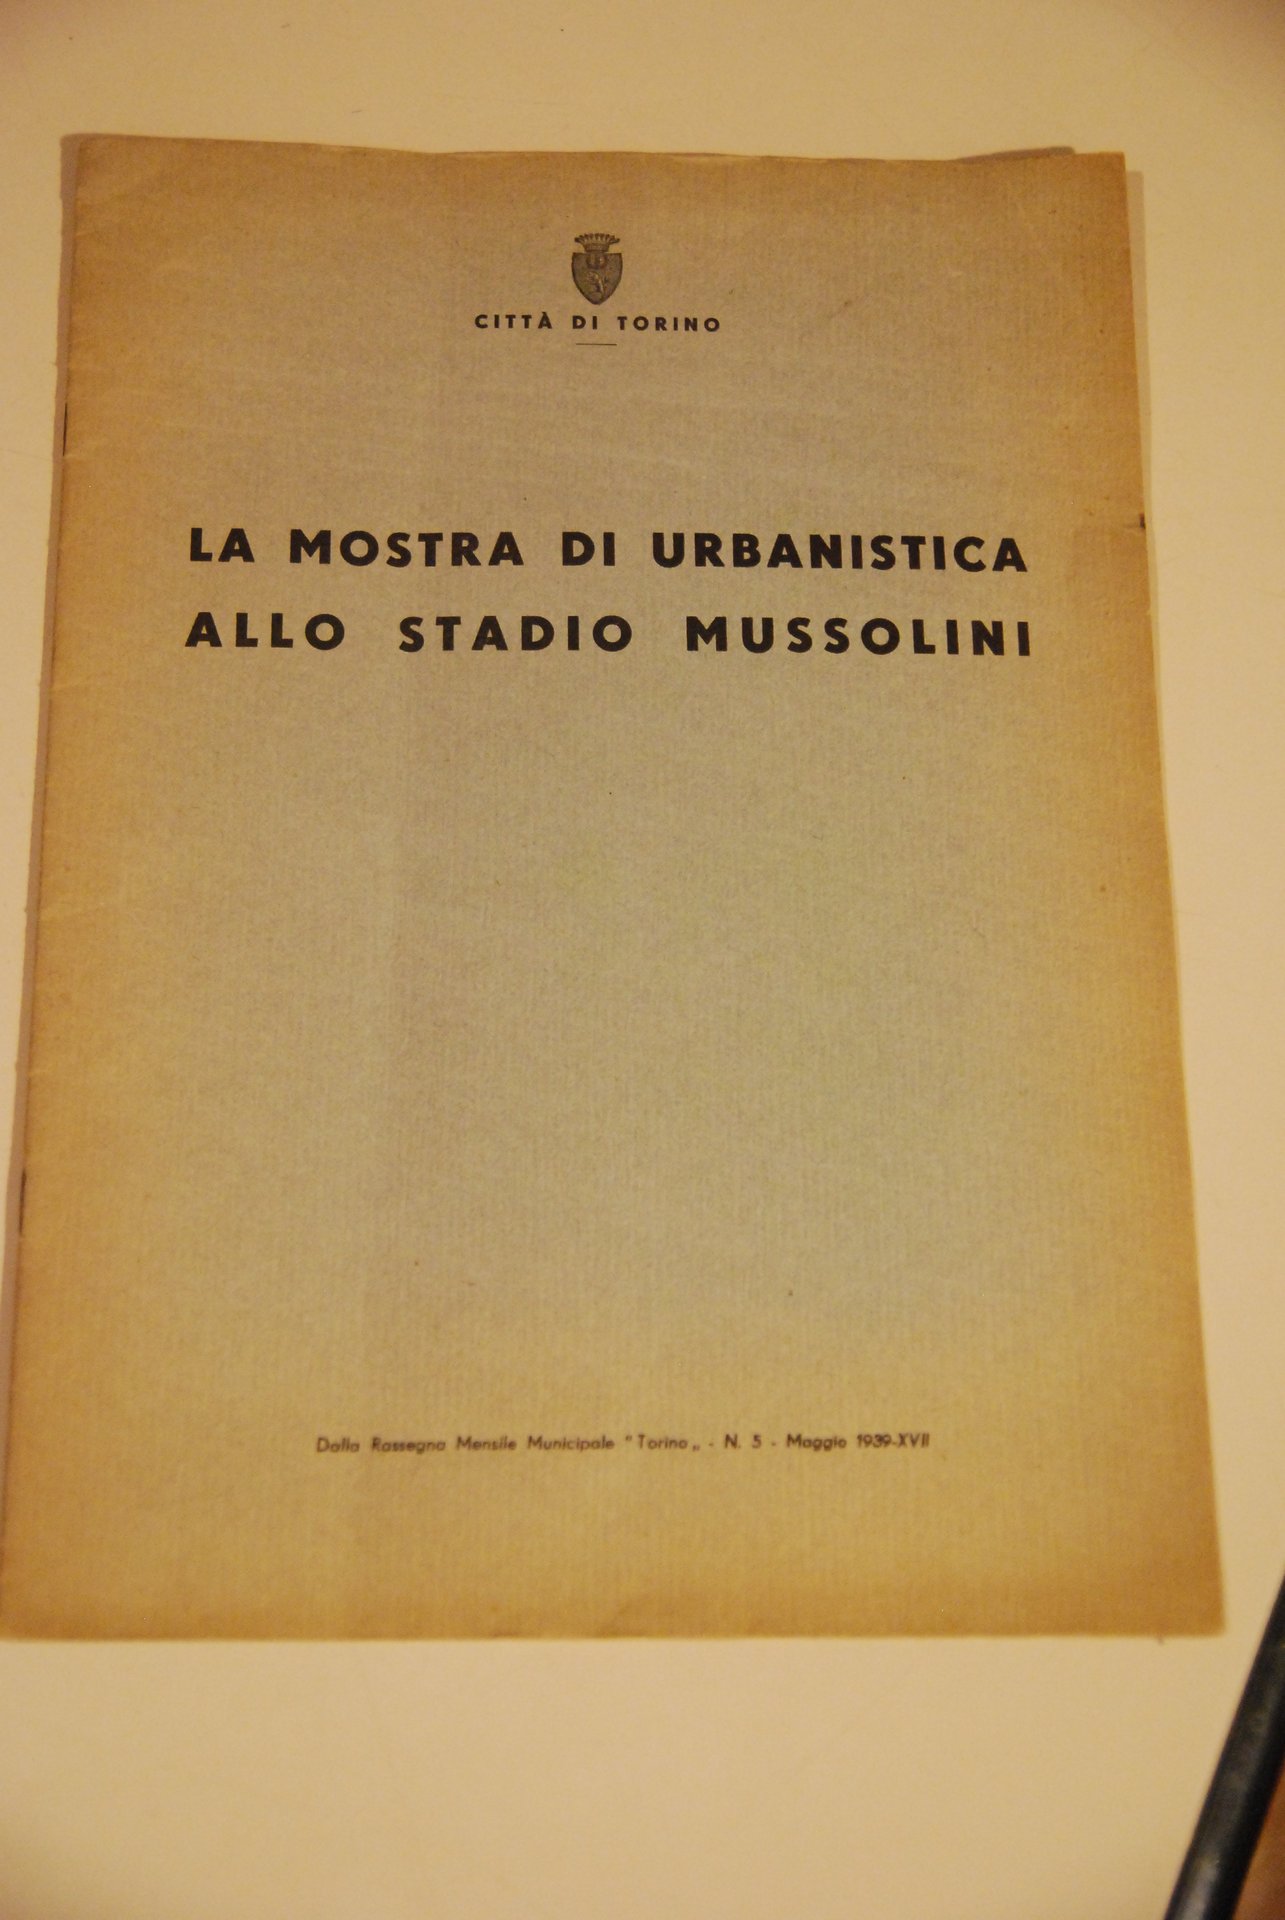 CITTÀ DI TORINO
LA MOSTRA DI URBANISTICA
ALLO STADIO MUSSOLINI
Dalla Rassegna Mensile Municipale "Torino„ - N. 5 - Maggio 1939-XVII